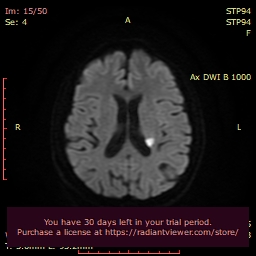 Im: 15/50
STP94
Se: 4
STP94
F
A
Ax DWI B 1000
R
L
You have 30 days left in your trial period.
Purchase a license at https://radiantviewer.com/store/